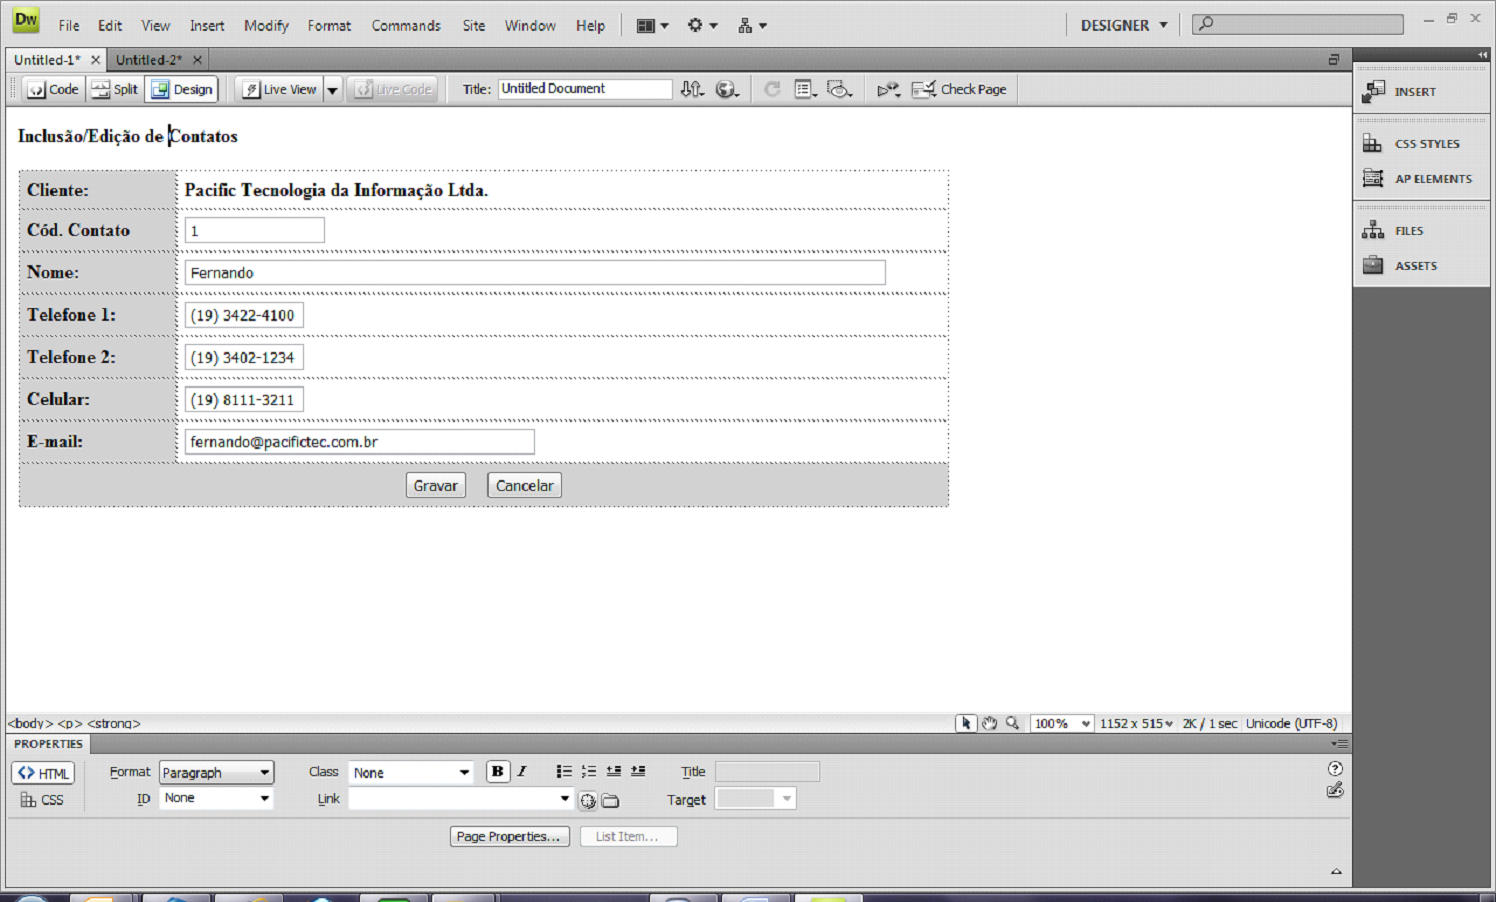 Dw File Edit View Insert Modify Format Commands Site Window Help DESIGNER
Untitled-1* Untitled-2*
Code Split Design Live View Live Code Title: Untitled Document Check Page
INSERT
CSS STYLES
AP ELEMENTS
FILES
ASSETS
Inclusão/Edição de Contatos
Cliente: Pacific Tecnologia da Informação Ltda.
Cód. Contato 1
Nome: Fernando
Telefone 1: (19) 3422-4100
Telefone 2: (19) 3402-1234
Celular: (19) 8111-3211
E-mail: fernando@pacifictec.com.br
Gravar Cancelar
<body> <p> <strong> 100% 1152 x 515 2K / 1 sec Unicode (UTF-8)
PROPERTIES
HTML Format Paragraph Class None B I Title
CSS ID None Link Target
Page Properties... List Item...